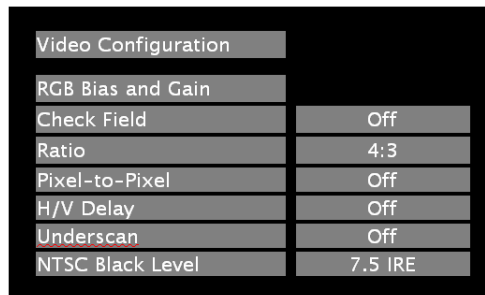 Video Configuration
RGB Bias and Gain
Check Field Off
Ratio 4:3
Pixel-to-Pixel Off
H/V Delay Off
Underscan Off
NTSC Black Level 7.5 IRE